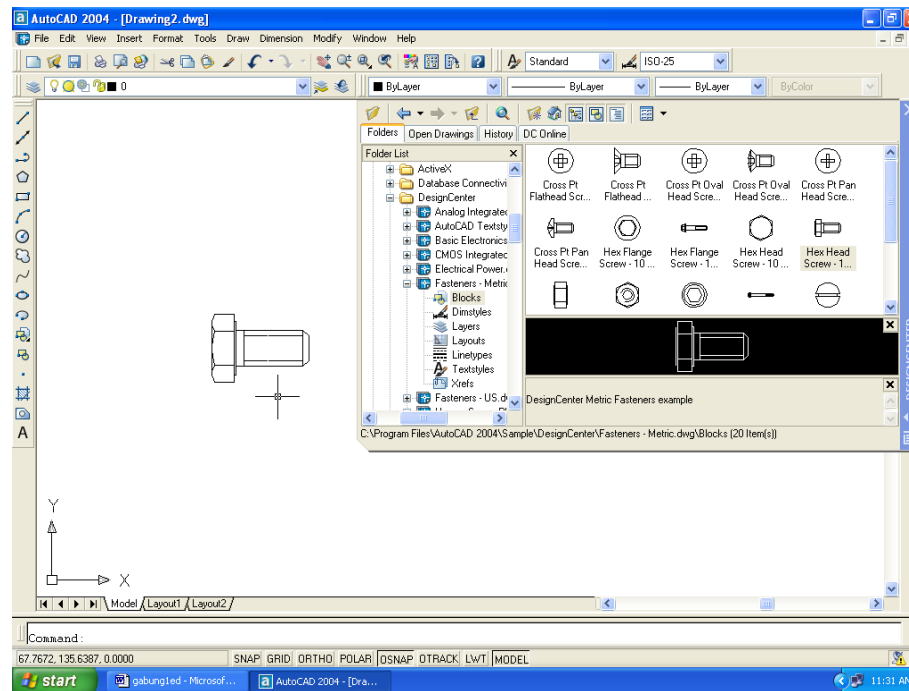 AutoCAD 2004 - [Drawing2.dwg]
File Edit View Insert Format Tools Draw Dimension Modify Window Help
Standard ISO-25
0 ByLayer ByLayer ByLayer ByColor
Folders Open Drawings History DC Online
Folder List
ActiveX
Database Connectivi
DesignCenter
Analog Integrated
AutoCAD Textsty
Basic Electronics
CMOS Integrated
Electrical Power.
Fasteners - Metric
Blocks
Dimstyles
Layers
Layouts
Linetypes
Textstyles
Xrefs
Fasteners - US.d
Cross Pt Flathead Scr...
Cross Pt Flathead ...
Cross Pt Oval Head Scre...
Cross Pt Oval Head Scre...
Cross Pt Pan Head Scre...
Cross Pt Pan Head Scre...
Hex Flange Screw - 10 ...
Hex Flange Screw - 1...
Hex Head Screw - 10 ...
Hex Head Screw - 1...
DesignCenter Metric Fasteners example
C:\Program Files\AutoCAD 2004\Sample\DesignCenter\Fasteners - Metric.dwg\Blocks (20 Item(s))
Y
X
Model Layout1 Layout2
Command:
67.7672, 135.6387, 0.0000 SNAP GRID ORTHO POLAR OSNAP OTRACK LWT MODEL
start gabung1ed - Microsof... AutoCAD 2004 - [Dra... 11:31 AM